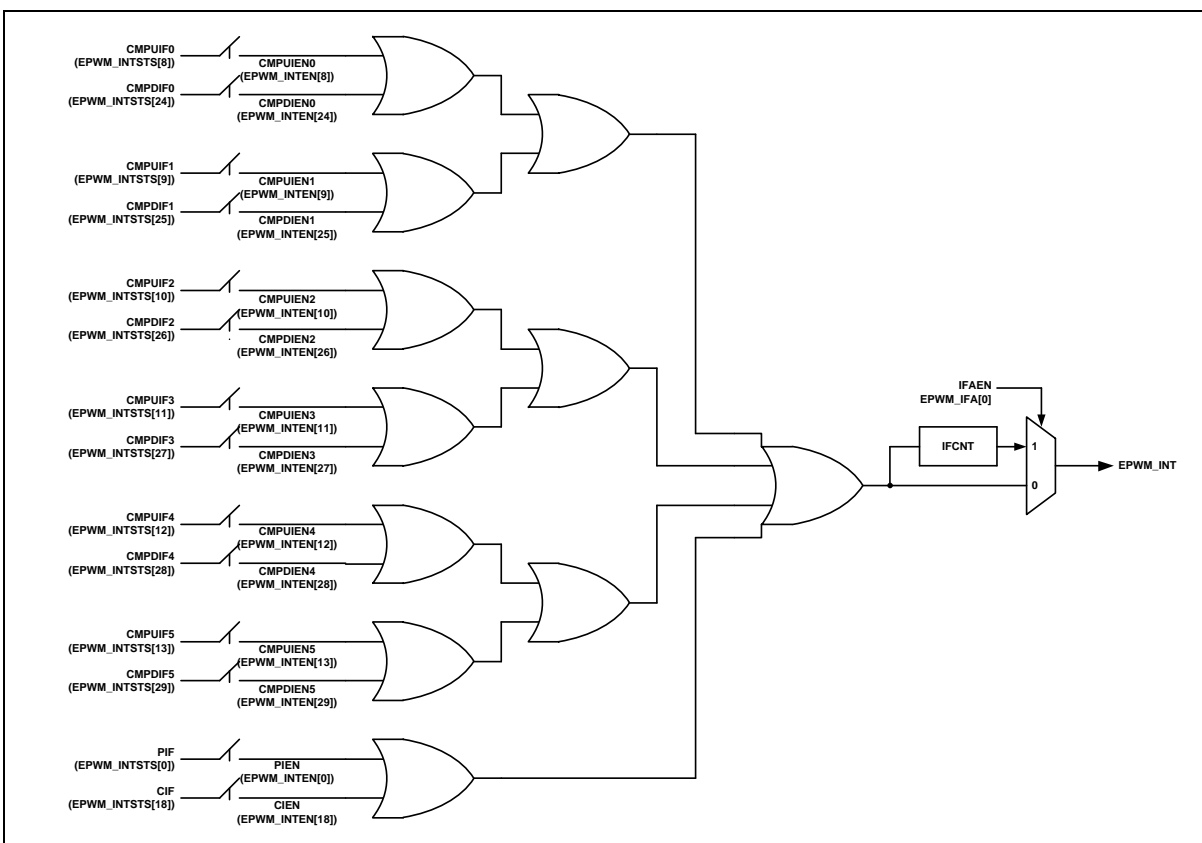 CMPUIF0
(EPWM_INTSTS[8])
CMPUIEN0
(EPWM_INTEN[8])
CMPDIF0
(EPWM_INTSTS[24])
CMPDIEN0
(EPWM_INTEN[24])
CMPUIF1
(EPWM_INTSTS[9])
CMPUIEN1
(EPWM_INTEN[9])
CMPDIF1
(EPWM_INTSTS[25])
CMPDIEN1
(EPWM_INTEN[25])
CMPUIF2
(EPWM_INTSTS[10])
CMPUIEN2
(EPWM_INTEN[10])
CMPDIF2
(EPWM_INTSTS[26])
CMPDIEN2
(EPWM_INTEN[26])
CMPUIF3
(EPWM_INTSTS[11])
CMPUIEN3
(EPWM_INTEN[11])
CMPDIF3
(EPWM_INTSTS[27])
CMPDIEN3
(EPWM_INTEN[27])
CMPUIF4
(EPWM_INTSTS[12])
CMPUIEN4
(EPWM_INTEN[12])
CMPDIF4
(EPWM_INTSTS[28])
CMPDIEN4
(EPWM_INTEN[28])
CMPUIF5
(EPWM_INTSTS[13])
CMPUIEN5
(EPWM_INTEN[13])
CMPDIF5
(EPWM_INTSTS[29])
CMPDIEN5
(EPWM_INTEN[29])
PIF
(EPWM_INTSTS[0])
PIEN
(EPWM_INTEN[0])
CIF
(EPWM_INTSTS[18])
CIEN
(EPWM_INTEN[18])
IFAEN
EPWM_IFA[0]
IFCNT
1
0
EPWM_INT